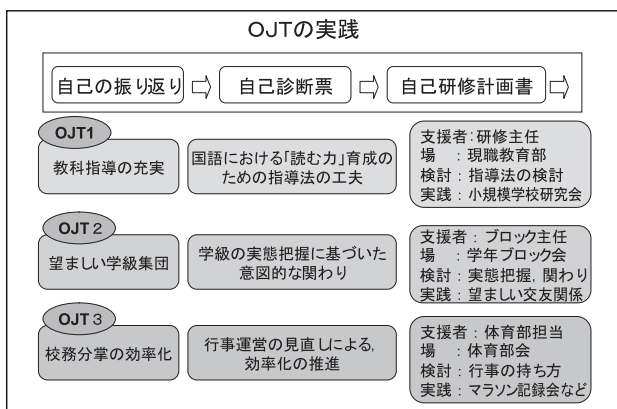 OJTの実践
自己の振り返り ⇨ 自己診断票 ⇨ 自己研修計画書 ⇨
OJT1
教科指導の充実
国語における「読む力」育成の
ための指導法の工夫
支援者：研修主任
場　：現職教育部
検討：指導法の検討
実践：小規模学校研究会
OJT2
望ましい学級集団
学級の実態把握に基づいた
意図的な関わり
支援者：ブロック主任
場　：学年ブロック会
検討：実態把握，関わり
実践：望ましい交友関係
OJT3
校務分掌の効率化
行事運営の見直しによる，
効率化の推進
支援者：体育部担当
場　：体育部会
検討：行事の持ち方
実践：マラソン記録会など